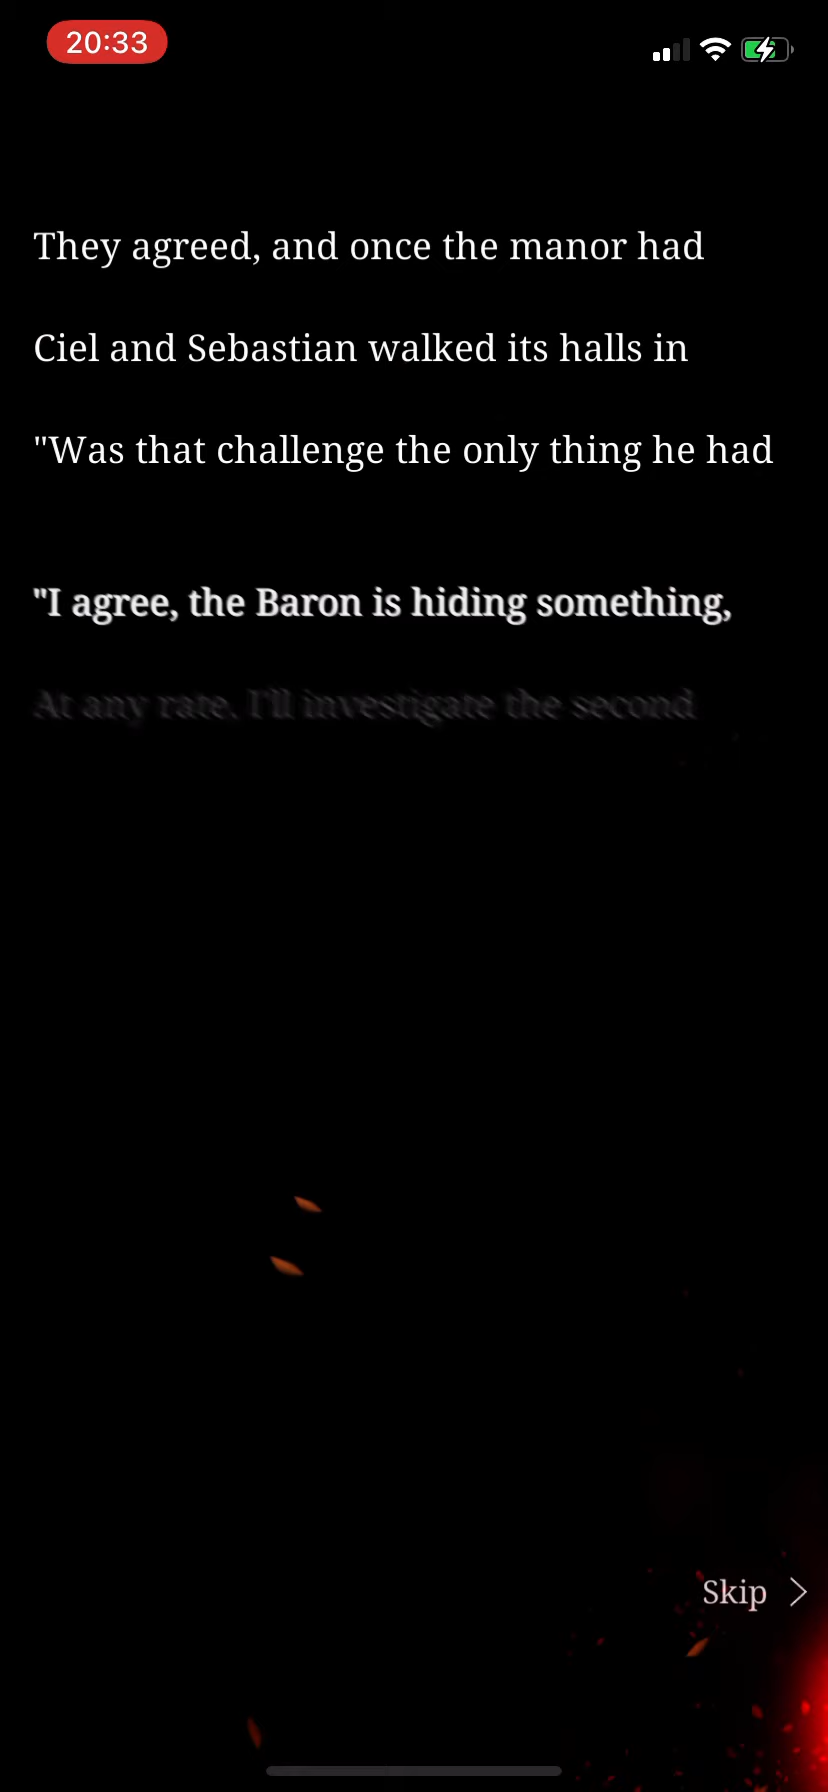 20:33
They agreed, and once the manor had
Ciel and Sebastian walked its halls in
"Was that challenge the only thing he had
"I agree, the Baron is hiding something,
At any rate, I'll investigate the second
Skip